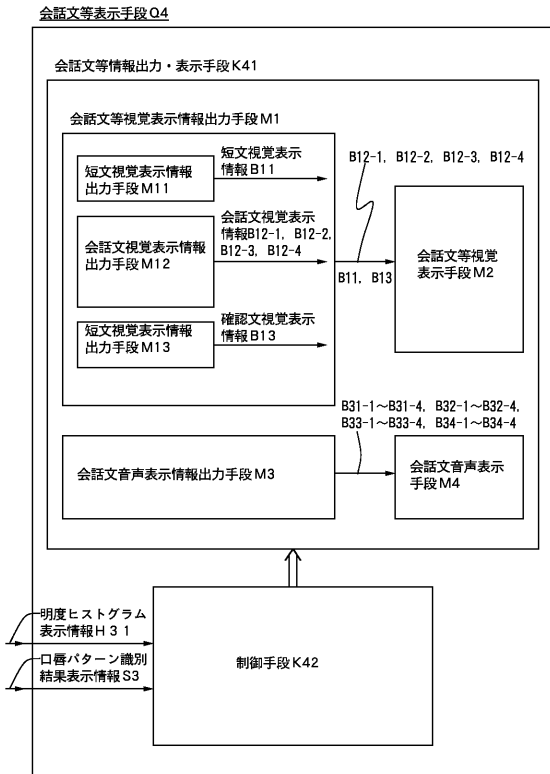 会話文等表示手段Q4
会話文等情報出力・表示手段K41
会話文等視覚表示情報出力手段M1
短文視覚表示情報
出力手段M11
短文視覚表示
情報B11
会話文視覚表示情報
出力手段M12
会話文視覚表示
情報B12-1, B12-2,
B12-3, B12-4
短文視覚表示情報
出力手段M13
確認文視覚表示
情報B13
B12-1, B12-2, B12-3, B12-4
B11, B13
会話文等視覚
表示手段M2
会話文音声表示情報出力手段M3
B31-1～B31-4, B32-1～B32-4,
B33-1～B33-4, B34-1～B34-4
会話文音声表示
手段M4
明度ヒストグラム
表示情報H31
口唇パターン識別
結果表示情報S3
制御手段K42